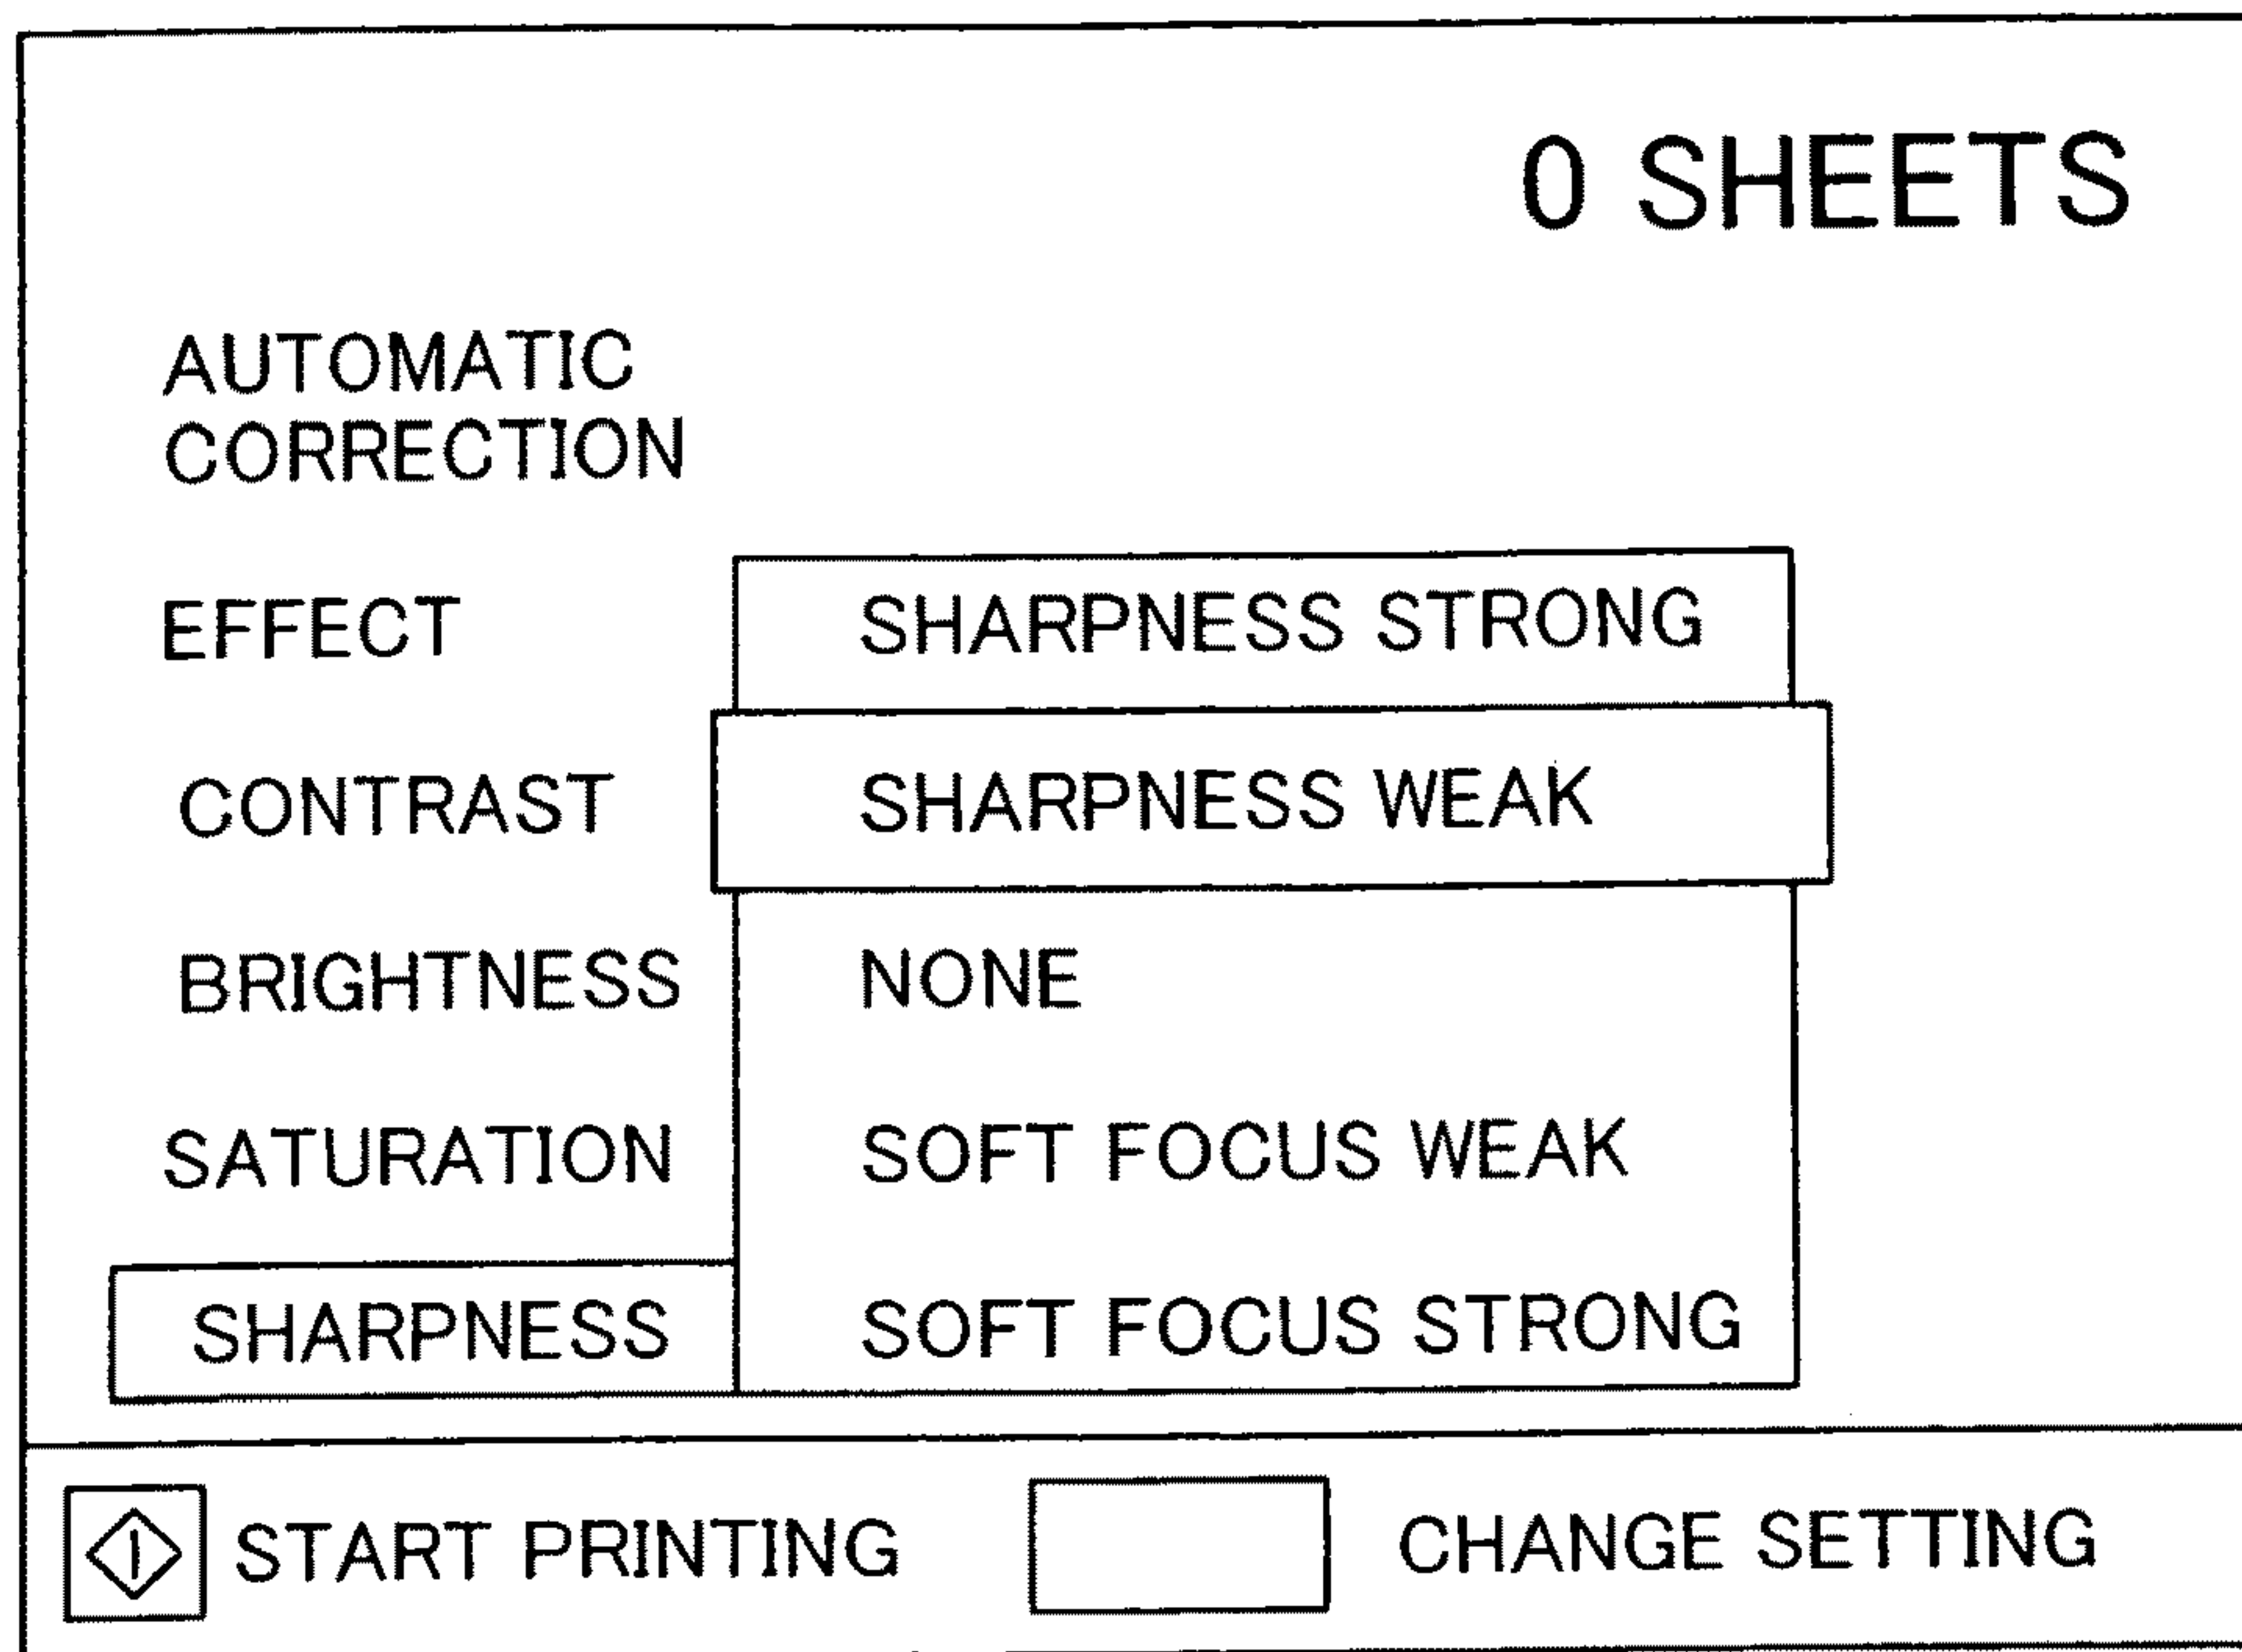 0 SHEETS
AUTOMATIC
CORRECTION
EFFECT
SHARPNESS STRONG
CONTRAST
SHARPNESS WEAK
BRIGHTNESS
NONE
SATURATION
SOFT FOCUS WEAK
SHARPNESS
SOFT FOCUS STRONG
START PRINTING
CHANGE SETTING